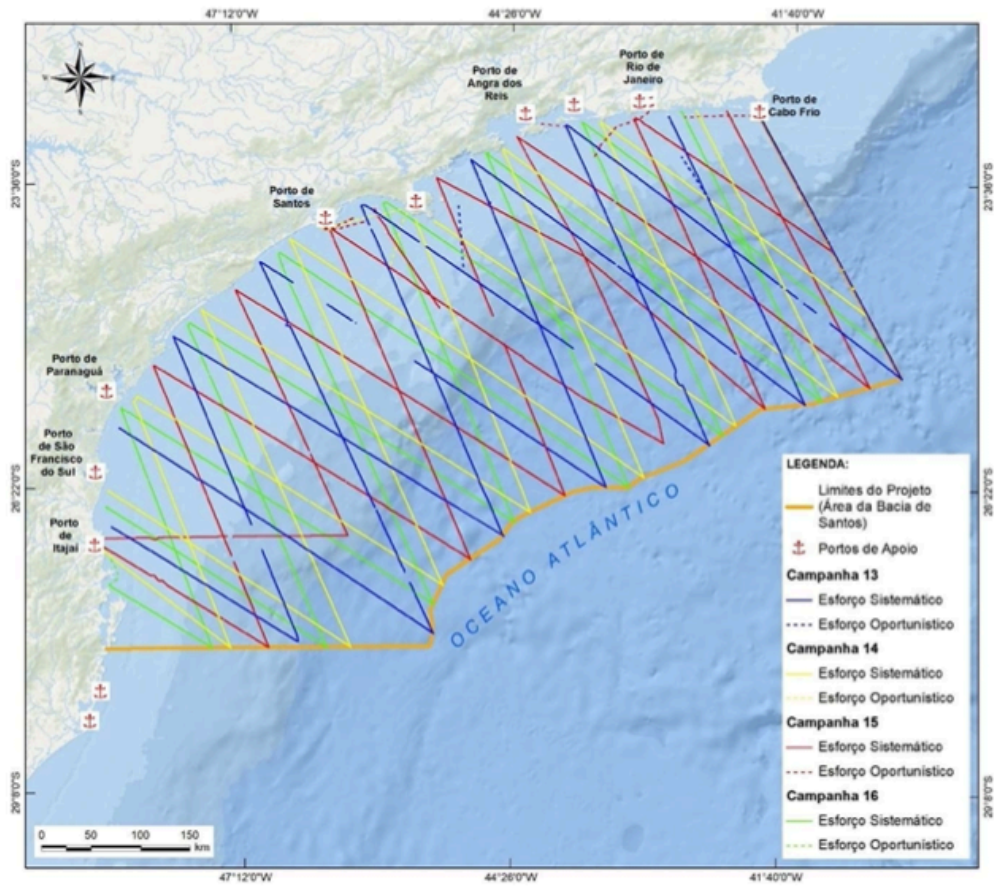 47°12'0"W
44°26'0"W
41°40'0"W
Porto de
Angra dos
Reis
Porto de
Rio de
Janeiro
Porto de
Cabo Frio
Porto de
Santos
23°36'0"S
23°36'0"S
Porto de
Paranaguá
Porto
de São
Francisco
do Sul
26°22'0"S
26°22'0"S
Porto
de
Itajaí
OCEANO ATLÂNTICO
LEGENDA:
Limites do Projeto
(Área da Bacia de
Santos)
Portos de Apoio
Campanha 13
Esforço Sistemático
Esforço Oportunístico
Campanha 14
Esforço Sistemático
Esforço Oportunístico
Campanha 15
Esforço Sistemático
Esforço Oportunístico
Campanha 16
Esforço Sistemático
Esforço Oportunístico
29°8'0"S
29°8'0"S
0 50 100 150
km
47°12'0"W
44°26'0"W
41°40'0"W